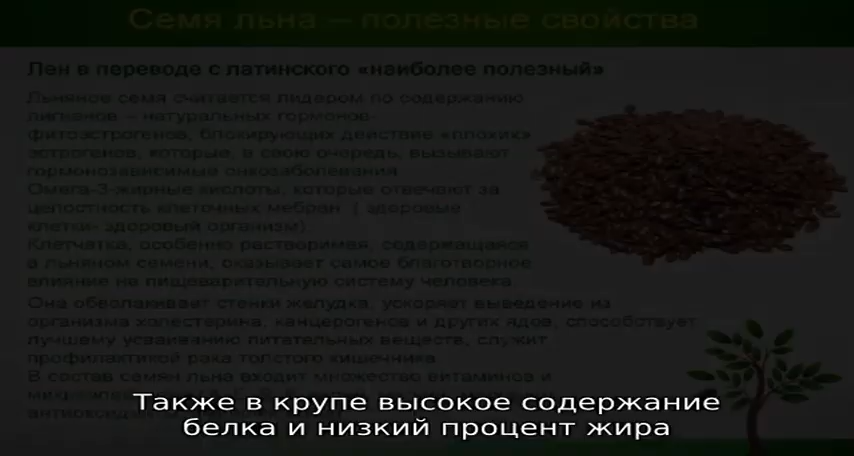 Семя льна – полезные свойства
Лен в переводе с латинского «наиболее полезный»
Льняное семя считается лидером по содержанию
лигнанов – натуральных гормонов-
фитоэстрогенов, блокирующих действие «плохих»
эстрогенов, которые, в свою очередь, вызывают
гормонозависимые онкозаболевания
Омега-3-жирные кислоты, которые отвечают за
целостность клеточных мебран ( здоровые
клетки- здоровый организм)
Клетчатка, особенно растворимая, содержащаяся
в льняном семени, оказывает самое благотворное
влияние на пищеварительную систему человека.
Она обволакивает стенки желудка, ускоряет выведение из
организма холестерина, канцерогенов и других ядов, способствует
лучшему усваиванию питательных веществ, служит
профилактикой рака толстого кишечника
В состав семян льна входит множество витаминов и
Также в крупе высокое содержание
белка и низкий процент жира